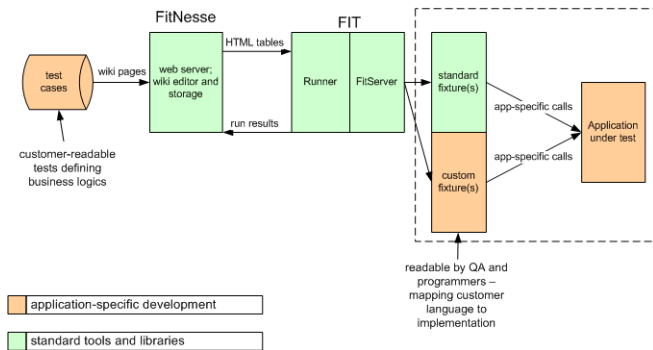 FitNesse
FIT
test
cases
wiki pages
web server;
wiki editor and
storage
HTML tables
run results
Runner
FitServer
standard
fixture(s)
custom
fixture(s)
app-specific calls
app-specific calls
Application
under test
customer-readable
tests defining
business logics
readable by QA and
programmers –
mapping customer
language to
implementation
application-specific development
standard tools and libraries